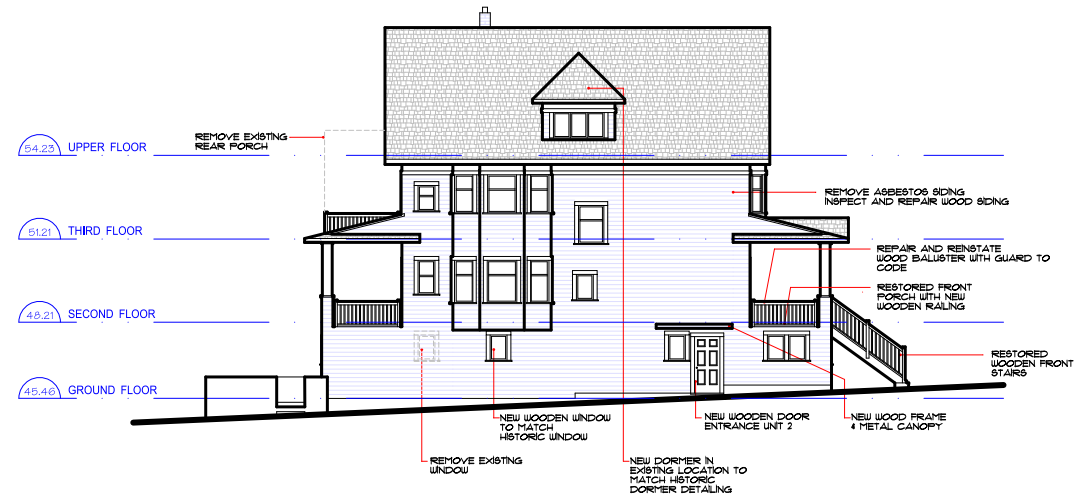 REMOVE EXISTING
REAR PORCH
54.23 UPPER FLOOR
REMOVE ASBESTOS SIDING
INSPECT AND REPAIR WOOD SIDING
51.21 THIRD FLOOR
REPAIR AND REINSTATE
WOOD BALUSTER WITH GUARD TO
CODE
RESTORED FRONT
PORCH WITH NEW
WOODEN RAILING
48.21 SECOND FLOOR
RESTORED
WOODEN FRONT
STAIRS
45.46 GROUND FLOOR
NEW WOODEN WINDOW
TO MATCH
HISTORIC WINDOW
NEW WOODEN DOOR
ENTRANCE UNIT 2
NEW WOOD FRAME
& METAL CANOPY
REMOVE EXISTING
WINDOW
NEW DORMER IN
EXISTING LOCATION TO
MATCH HISTORIC
DORMER DETAILING